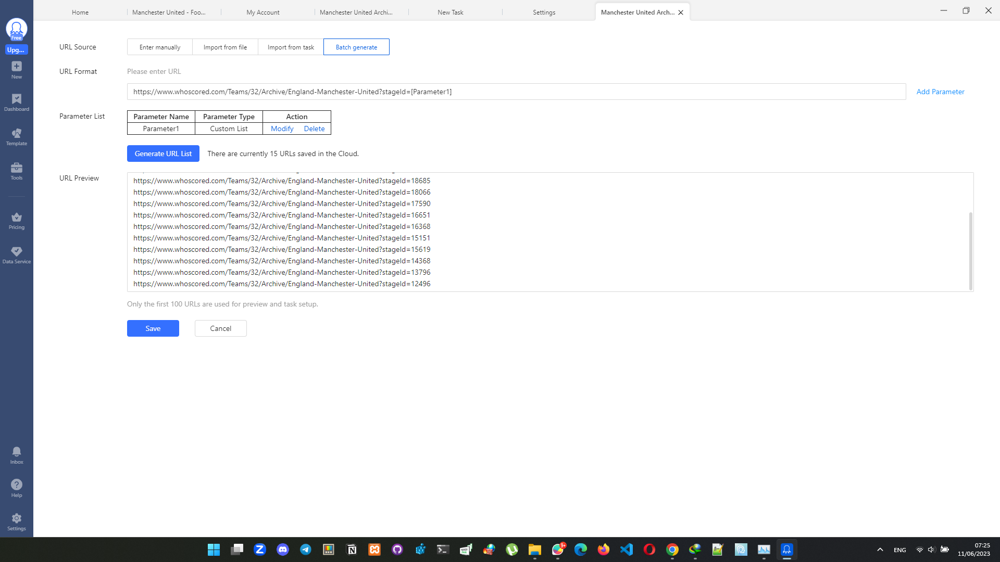 Home
Manchester United - Foo...
My Account
Manchester United Archi...
New Task
Settings
Manchester United Arch...
Free
Upg...
New
Dashboard
Template
Tools
Pricing
Data Service
Inbox
Help
Settings
URL Source
Enter manually
Import from file
Import from task
Batch generate
URL Format
Please enter URL
https://www.whoscored.com/Teams/32/Archive/England-Manchester-United?stageId=[Parameter1]
Add Parameter
Parameter List
Parameter Name Parameter Type Action
Parameter1 Custom List Modify Delete
Generate URL List
There are currently 15 URLs saved in the Cloud.
URL Preview
https://www.whoscored.com/Teams/32/Archive/England-Manchester-United?stageId=18685
https://www.whoscored.com/Teams/32/Archive/England-Manchester-United?stageId=18066
https://www.whoscored.com/Teams/32/Archive/England-Manchester-United?stageId=17590
https://www.whoscored.com/Teams/32/Archive/England-Manchester-United?stageId=16651
https://www.whoscored.com/Teams/32/Archive/England-Manchester-United?stageId=16368
https://www.whoscored.com/Teams/32/Archive/England-Manchester-United?stageId=15151
https://www.whoscored.com/Teams/32/Archive/England-Manchester-United?stageId=15619
https://www.whoscored.com/Teams/32/Archive/England-Manchester-United?stageId=14368
https://www.whoscored.com/Teams/32/Archive/England-Manchester-United?stageId=13796
https://www.whoscored.com/Teams/32/Archive/England-Manchester-United?stageId=12496
Only the first 100 URLs are used for preview and task setup.
Save
Cancel
9+
ENG
07:25
11/06/2023